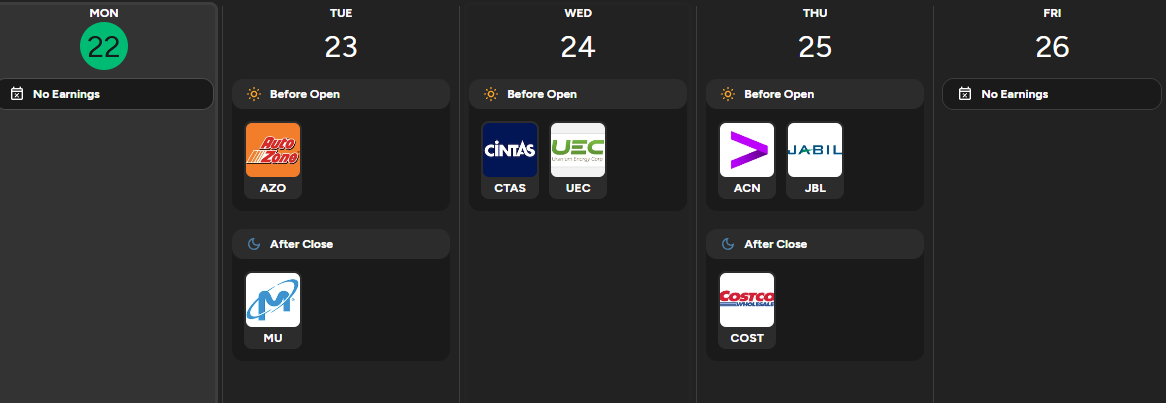 MON
22
No Earnings
TUE
23
Before Open
Auto
Zone
AZO
After Close
MU
WED
24
Before Open
CINTAS
CTAS
UEC
Uranium Energy Corp
UEC
THU
25
Before Open
ACN
JABIL
JBL
After Close
COSTCO
WHOLESALE
COST
FRI
26
No Earnings